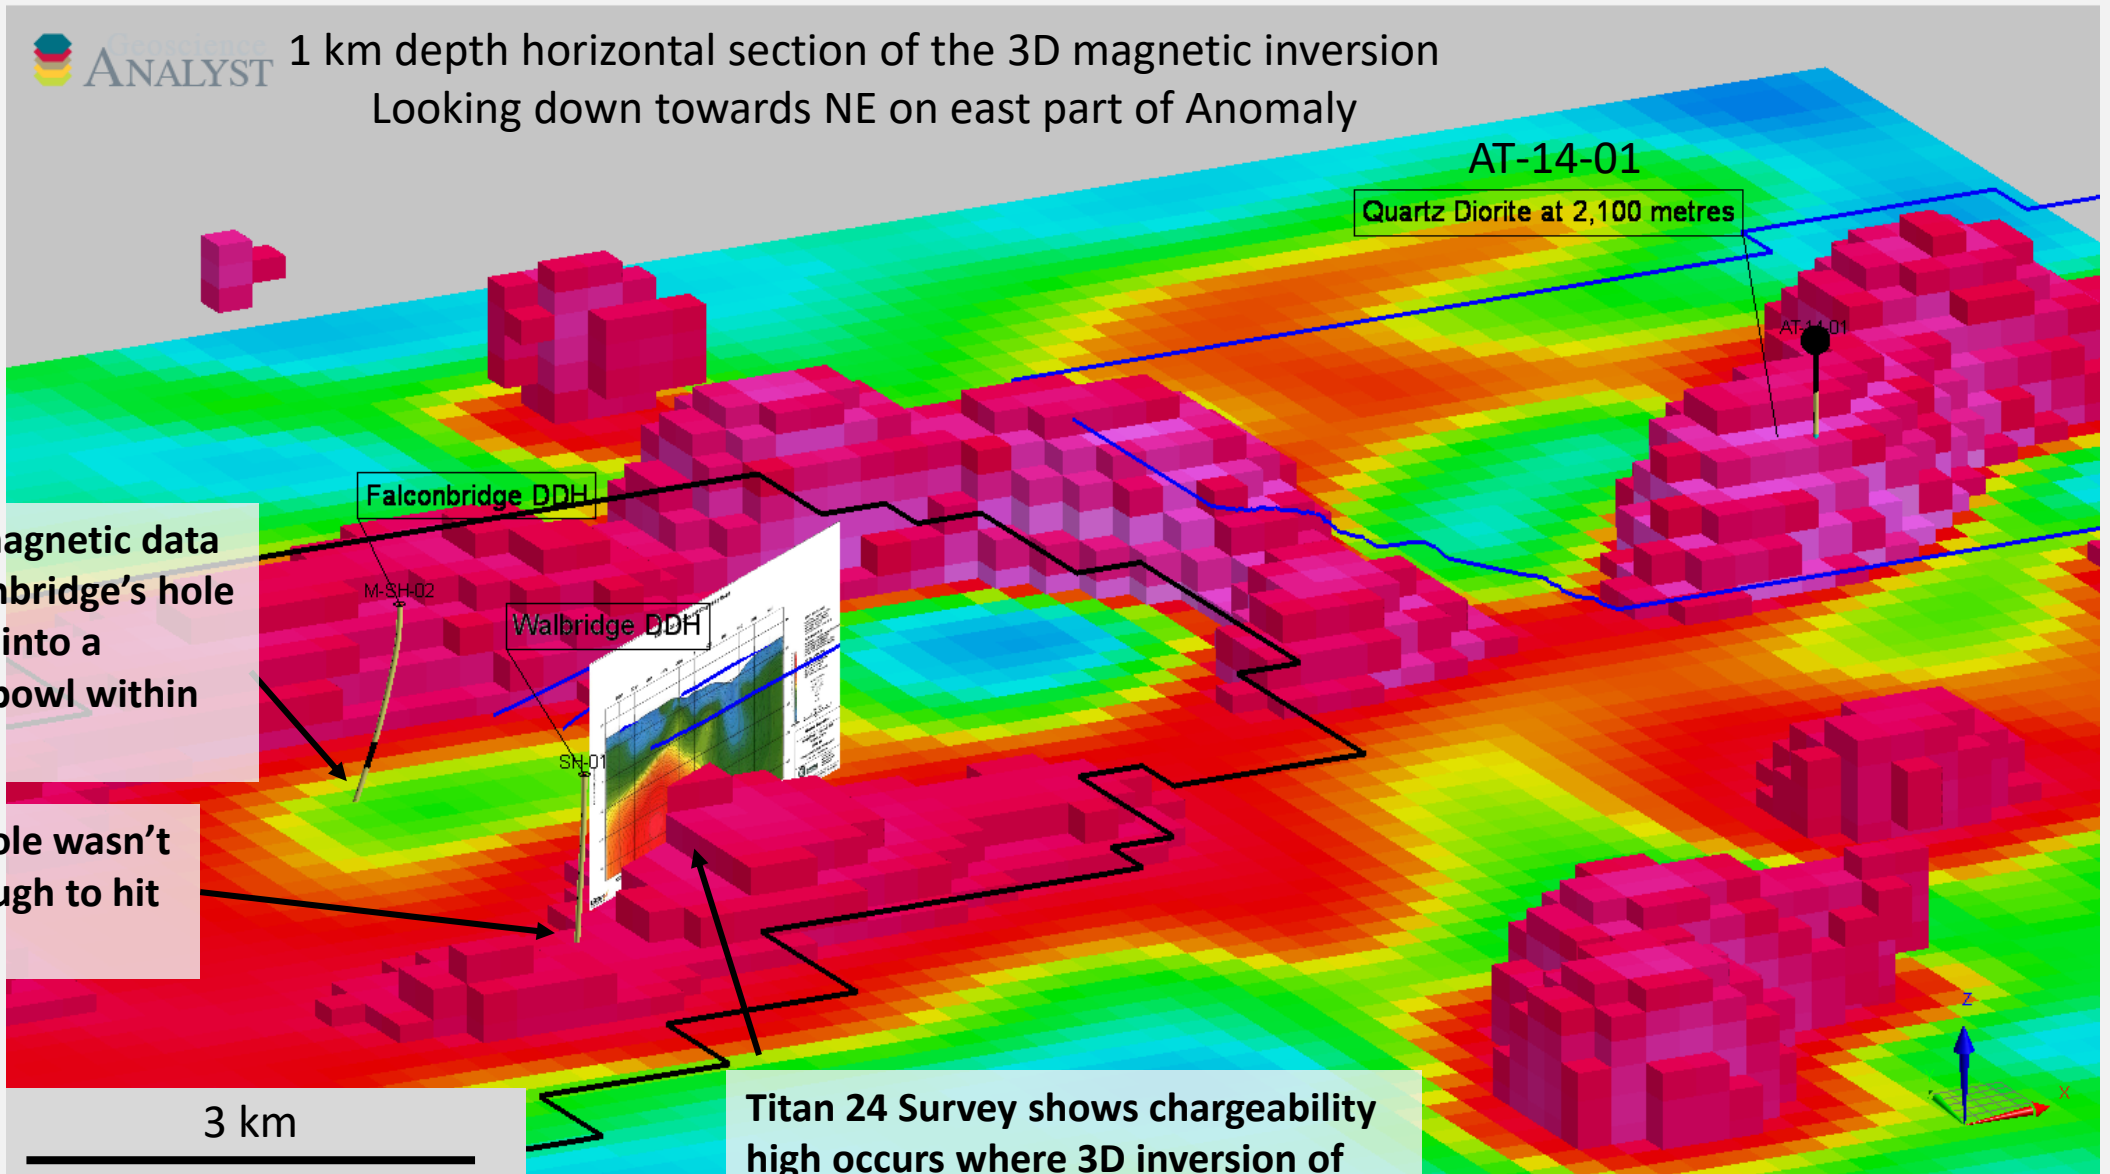 Geoscience
ANALYST
1 km depth horizontal section of the 3D magnetic inversion
Looking down towards NE on east part of Anomaly
AT-14-01
Quartz Diorite at 2,100 metres
AT-14-01
Falconbridge DDH
M-SH-02
Walbridge DDH
SH-01
agnetic data
nbridge’s hole
into a
bowl within
ole wasn’t
ugh to hit
Titan 24 Survey shows chargeability
high occurs where 3D inversion of
3 km
Z
X